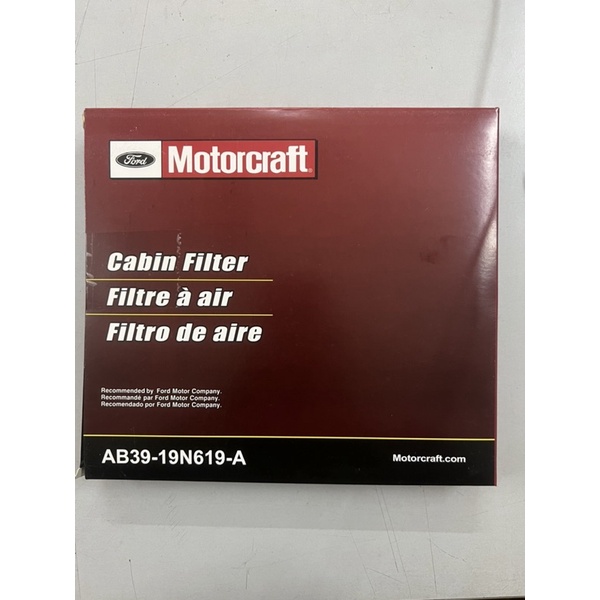 Ford Motorcraft®
Cabin Filter
Filtre à air
Filtro de aire
Recommended by Ford Motor Company.
Recommandé par Ford Motor Company.
Recomendado por Ford Motor Company.
AB39-19N619-A Motorcraft.com